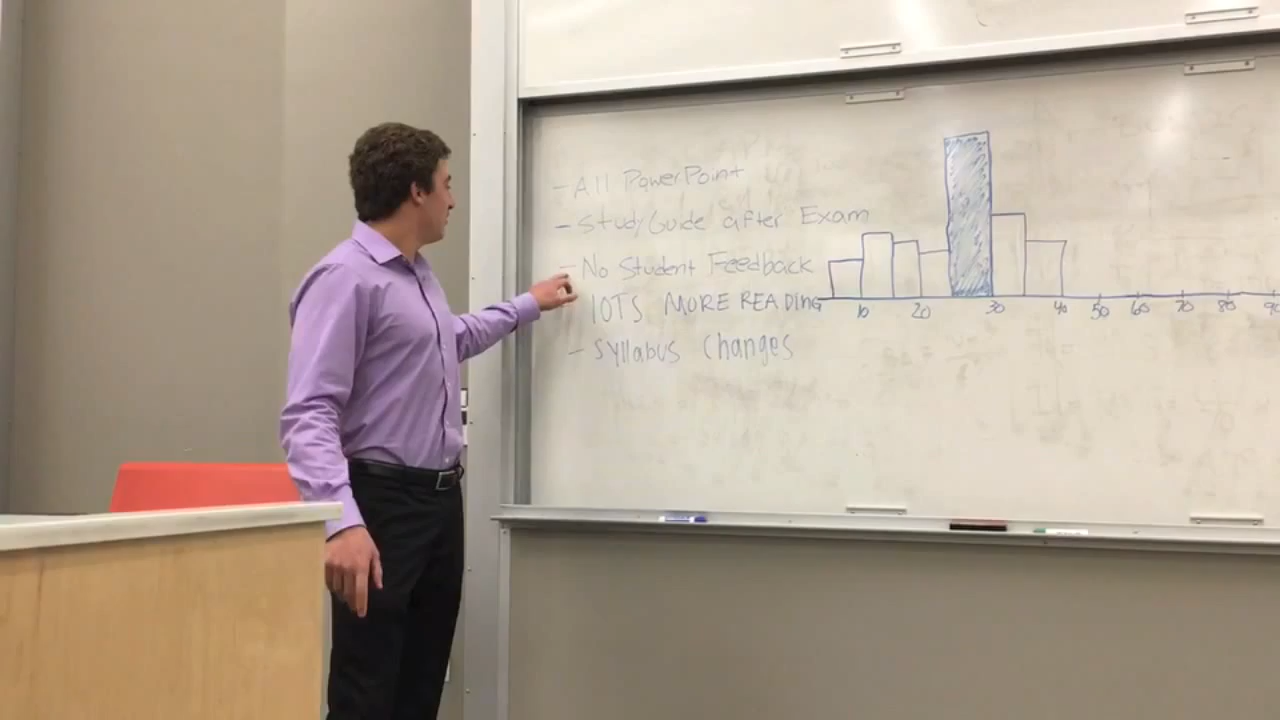 - All PowerPoint
- Study Guide after Exam
- No Student Feedback
lOTS MORE READING
- Syllabus Changes
10 20 30 40 50 60 70 80 90